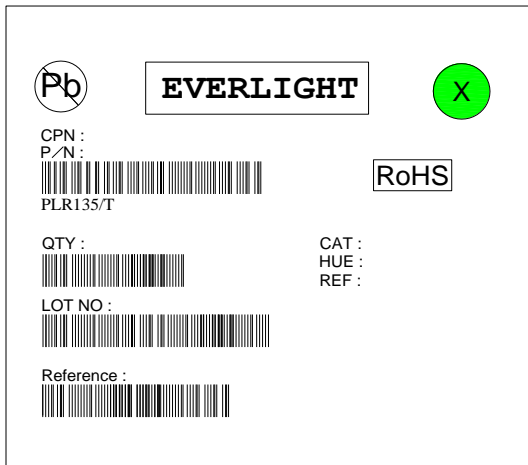 Pb
EVERLIGHT
X
CPN :
P/N :
RoHS
PLR135/T
QTY :
CAT :
HUE :
REF :
LOT NO :
Reference :